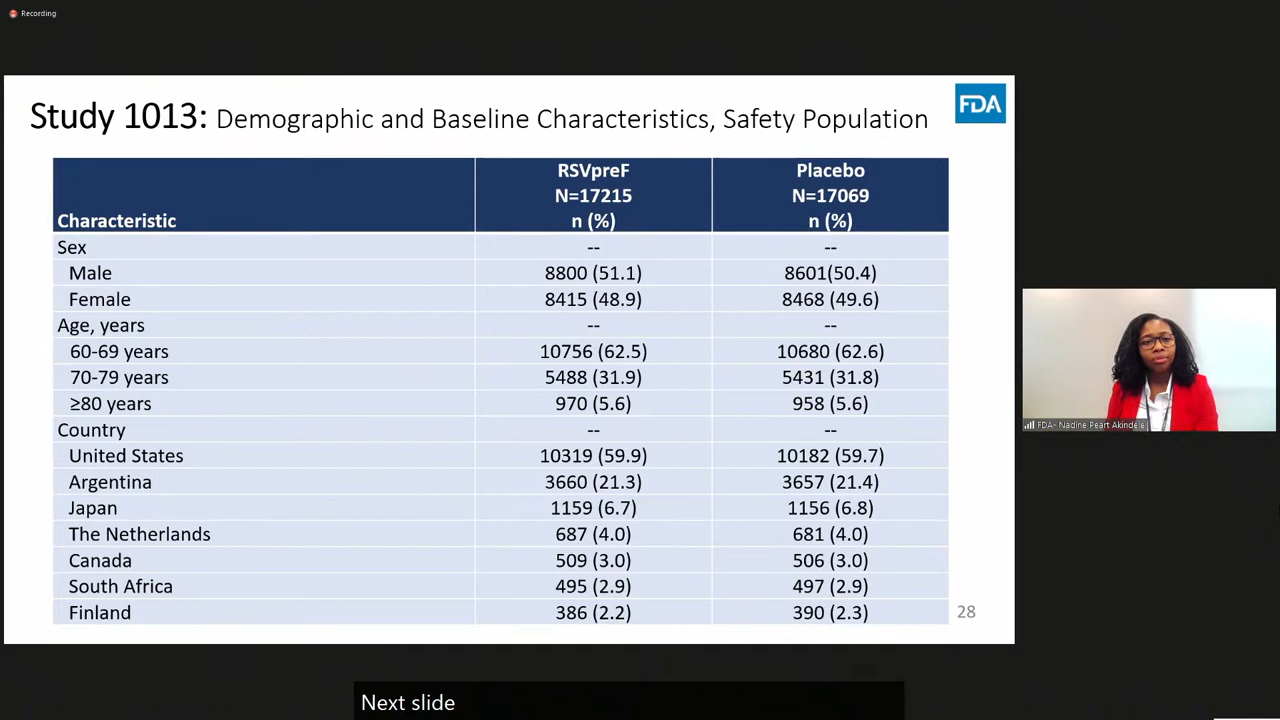 Recording
Study 1013: Demographic and Baseline Characteristics, Safety Population
FDA
Characteristic RSVpreF N=17215 n (%) Placebo N=17069 n (%)
Sex -- --
Male 8800 (51.1) 8601(50.4)
Female 8415 (48.9) 8468 (49.6)
Age, years -- --
60-69 years 10756 (62.5) 10680 (62.6)
70-79 years 5488 (31.9) 5431 (31.8)
≥80 years 970 (5.6) 958 (5.6)
Country -- --
United States 10319 (59.9) 10182 (59.7)
Argentina 3660 (21.3) 3657 (21.4)
Japan 1159 (6.7) 1156 (6.8)
The Netherlands 687 (4.0) 681 (4.0)
Canada 509 (3.0) 506 (3.0)
South Africa 495 (2.9) 497 (2.9)
Finland 386 (2.2) 390 (2.3)
28
FDA- Nadine Peart Akindele
Next slide